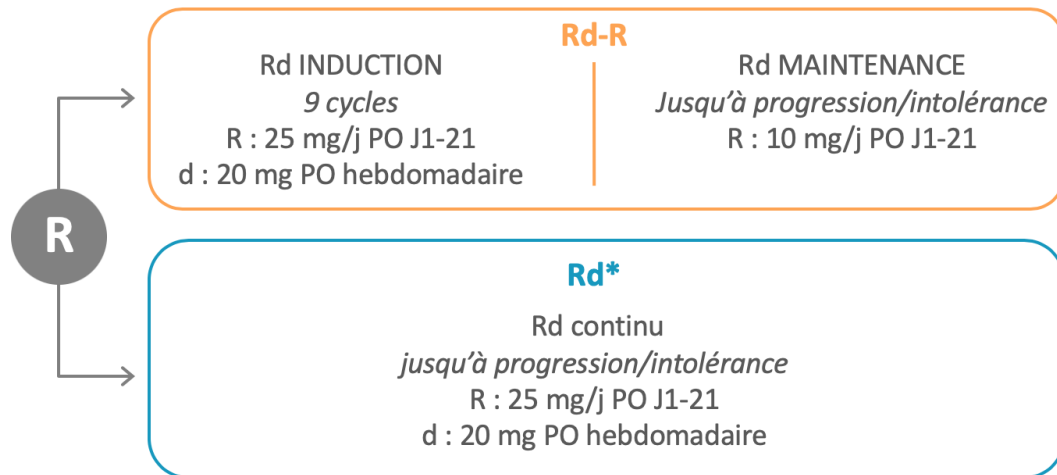 R
Rd-R
Rd INDUCTION
9 cycles
R : 25 mg/j PO J1-21
d : 20 mg PO hebdomadaire
Rd MAINTENANCE
Jusqu’à progression/intolérance
R : 10 mg/j PO J1-21
Rd*
Rd continu
jusqu’à progression/intolérance
R : 25 mg/j PO J1-21
d : 20 mg PO hebdomadaire